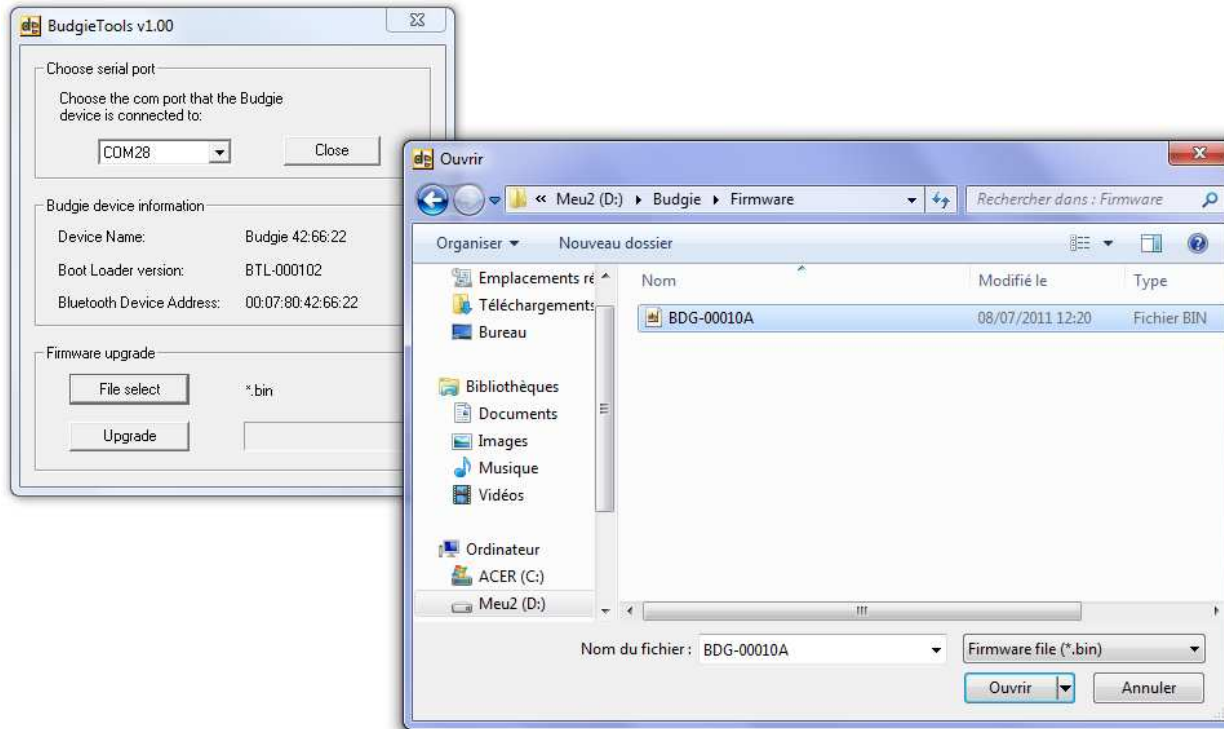 BudgieTools v1.00
Choose serial port
Choose the com port that the Budgie
device is connected to:
COM28
Close
Budgie device information
Device Name: Budgie 42:66:22
Boot Loader version: BTL-000102
Bluetooth Device Address: 00:07:80:42:66:22
Firmware upgrade
File select *.bin
Upgrade
Ouvrir
« Meu2 (D:) Budgie Firmware
Rechercher dans : Firmware
Organiser Nouveau dossier
Emplacements ré
Téléchargements
Bureau
Bibliothèques
Documents
Images
Musique
Vidéos
Ordinateur
ACER (C:)
Meu2 (D:)
Nom Modifié le Type
BDG-00010A 08/07/2011 12:20 Fichier BIN
Nom du fichier : BDG-00010A Firmware file (*.bin)
Ouvrir Annuler